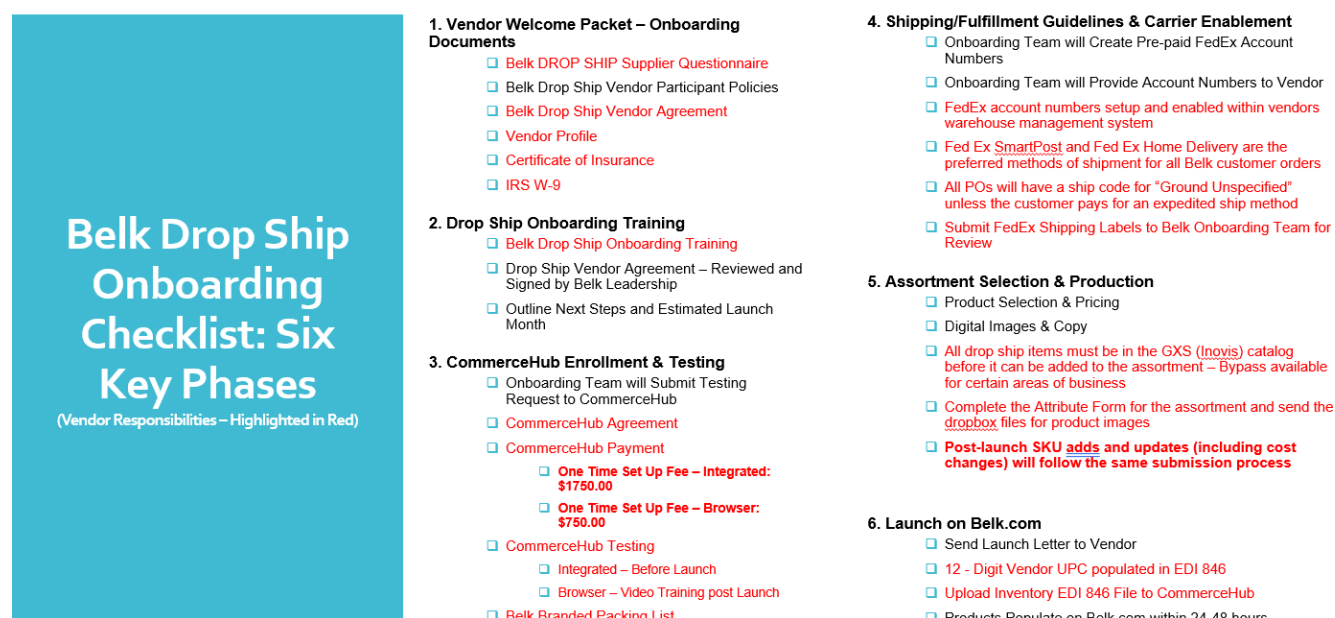 Belk Drop Ship
Onboarding
Checklist: Six
Key Phases
(Vendor Responsibilities – Highlighted in Red)
1. Vendor Welcome Packet – Onboarding
Documents
Belk DROP SHIP Supplier Questionnaire
Belk Drop Ship Vendor Participant Policies
Belk Drop Ship Vendor Agreement
Vendor Profile
Certificate of Insurance
IRS W-9
2. Drop Ship Onboarding Training
Belk Drop Ship Onboarding Training
Drop Ship Vendor Agreement – Reviewed and
Signed by Belk Leadership
Outline Next Steps and Estimated Launch
Month
3. CommerceHub Enrollment & Testing
Onboarding Team will Submit Testing
Request to CommerceHub
CommerceHub Agreement
CommerceHub Payment
One Time Set Up Fee – Integrated:
$1750.00
One Time Set Up Fee – Browser:
$750.00
CommerceHub Testing
Integrated – Before Launch
Browser – Video Training post Launch
Belk Branded Packing List
4. Shipping/Fulfillment Guidelines & Carrier Enablement
Onboarding Team will Create Pre-paid FedEx Account
Numbers
Onboarding Team will Provide Account Numbers to Vendor
FedEx account numbers setup and enabled within vendors
warehouse management system
Fed Ex SmartPost and Fed Ex Home Delivery are the
preferred methods of shipment for all Belk customer orders
All POs will have a ship code for “Ground Unspecified”
unless the customer pays for an expedited ship method
Submit FedEx Shipping Labels to Belk Onboarding Team for
Review
5. Assortment Selection & Production
Product Selection & Pricing
Digital Images & Copy
All drop ship items must be in the GXS (Inovis) catalog
before it can be added to the assortment – Bypass available
for certain areas of business
Complete the Attribute Form for the assortment and send the
dropbox files for product images
Post-launch SKU adds and updates (including cost
changes) will follow the same submission process
6. Launch on Belk.com
Send Launch Letter to Vendor
12 - Digit Vendor UPC populated in EDI 846
Upload Inventory EDI 846 File to CommerceHub
Products Populate on Belk.com within 24-48 hours